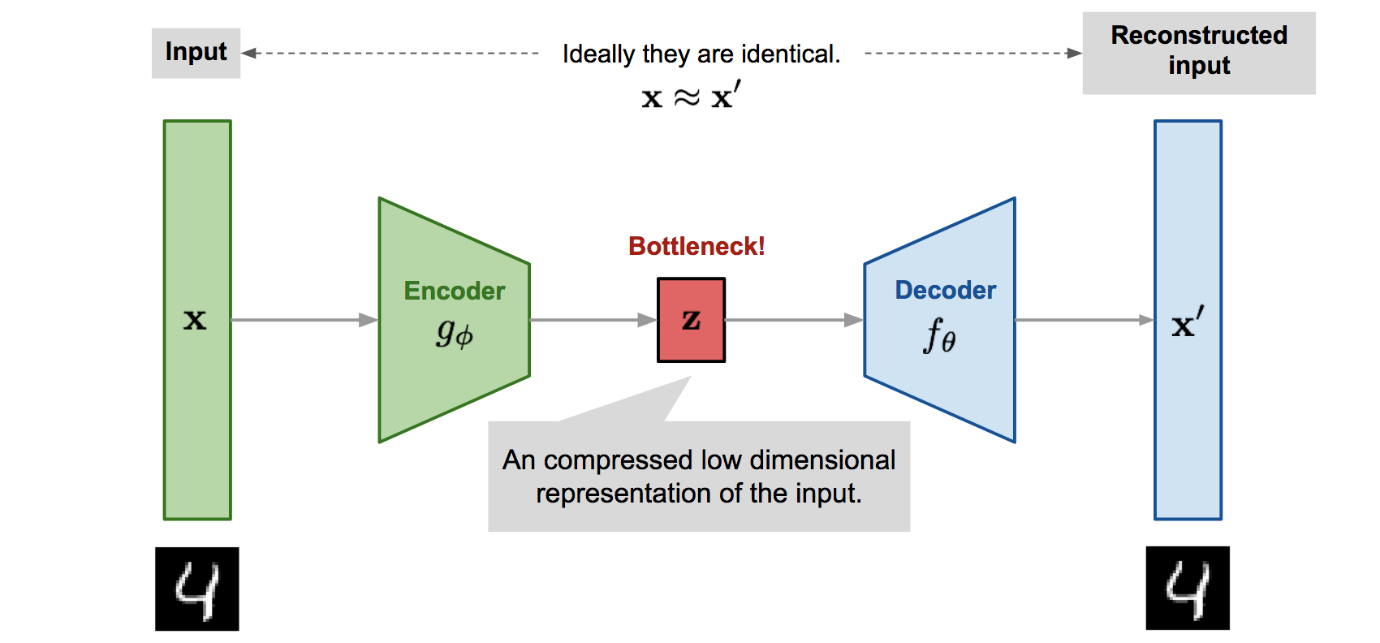 Input
Ideally they are identical.
x ≈ x′
Reconstructed
input
Bottleneck!
x
Encoder
gϕ
z
Decoder
fθ
x′
An compressed low dimensional
representation of the input.
4
4